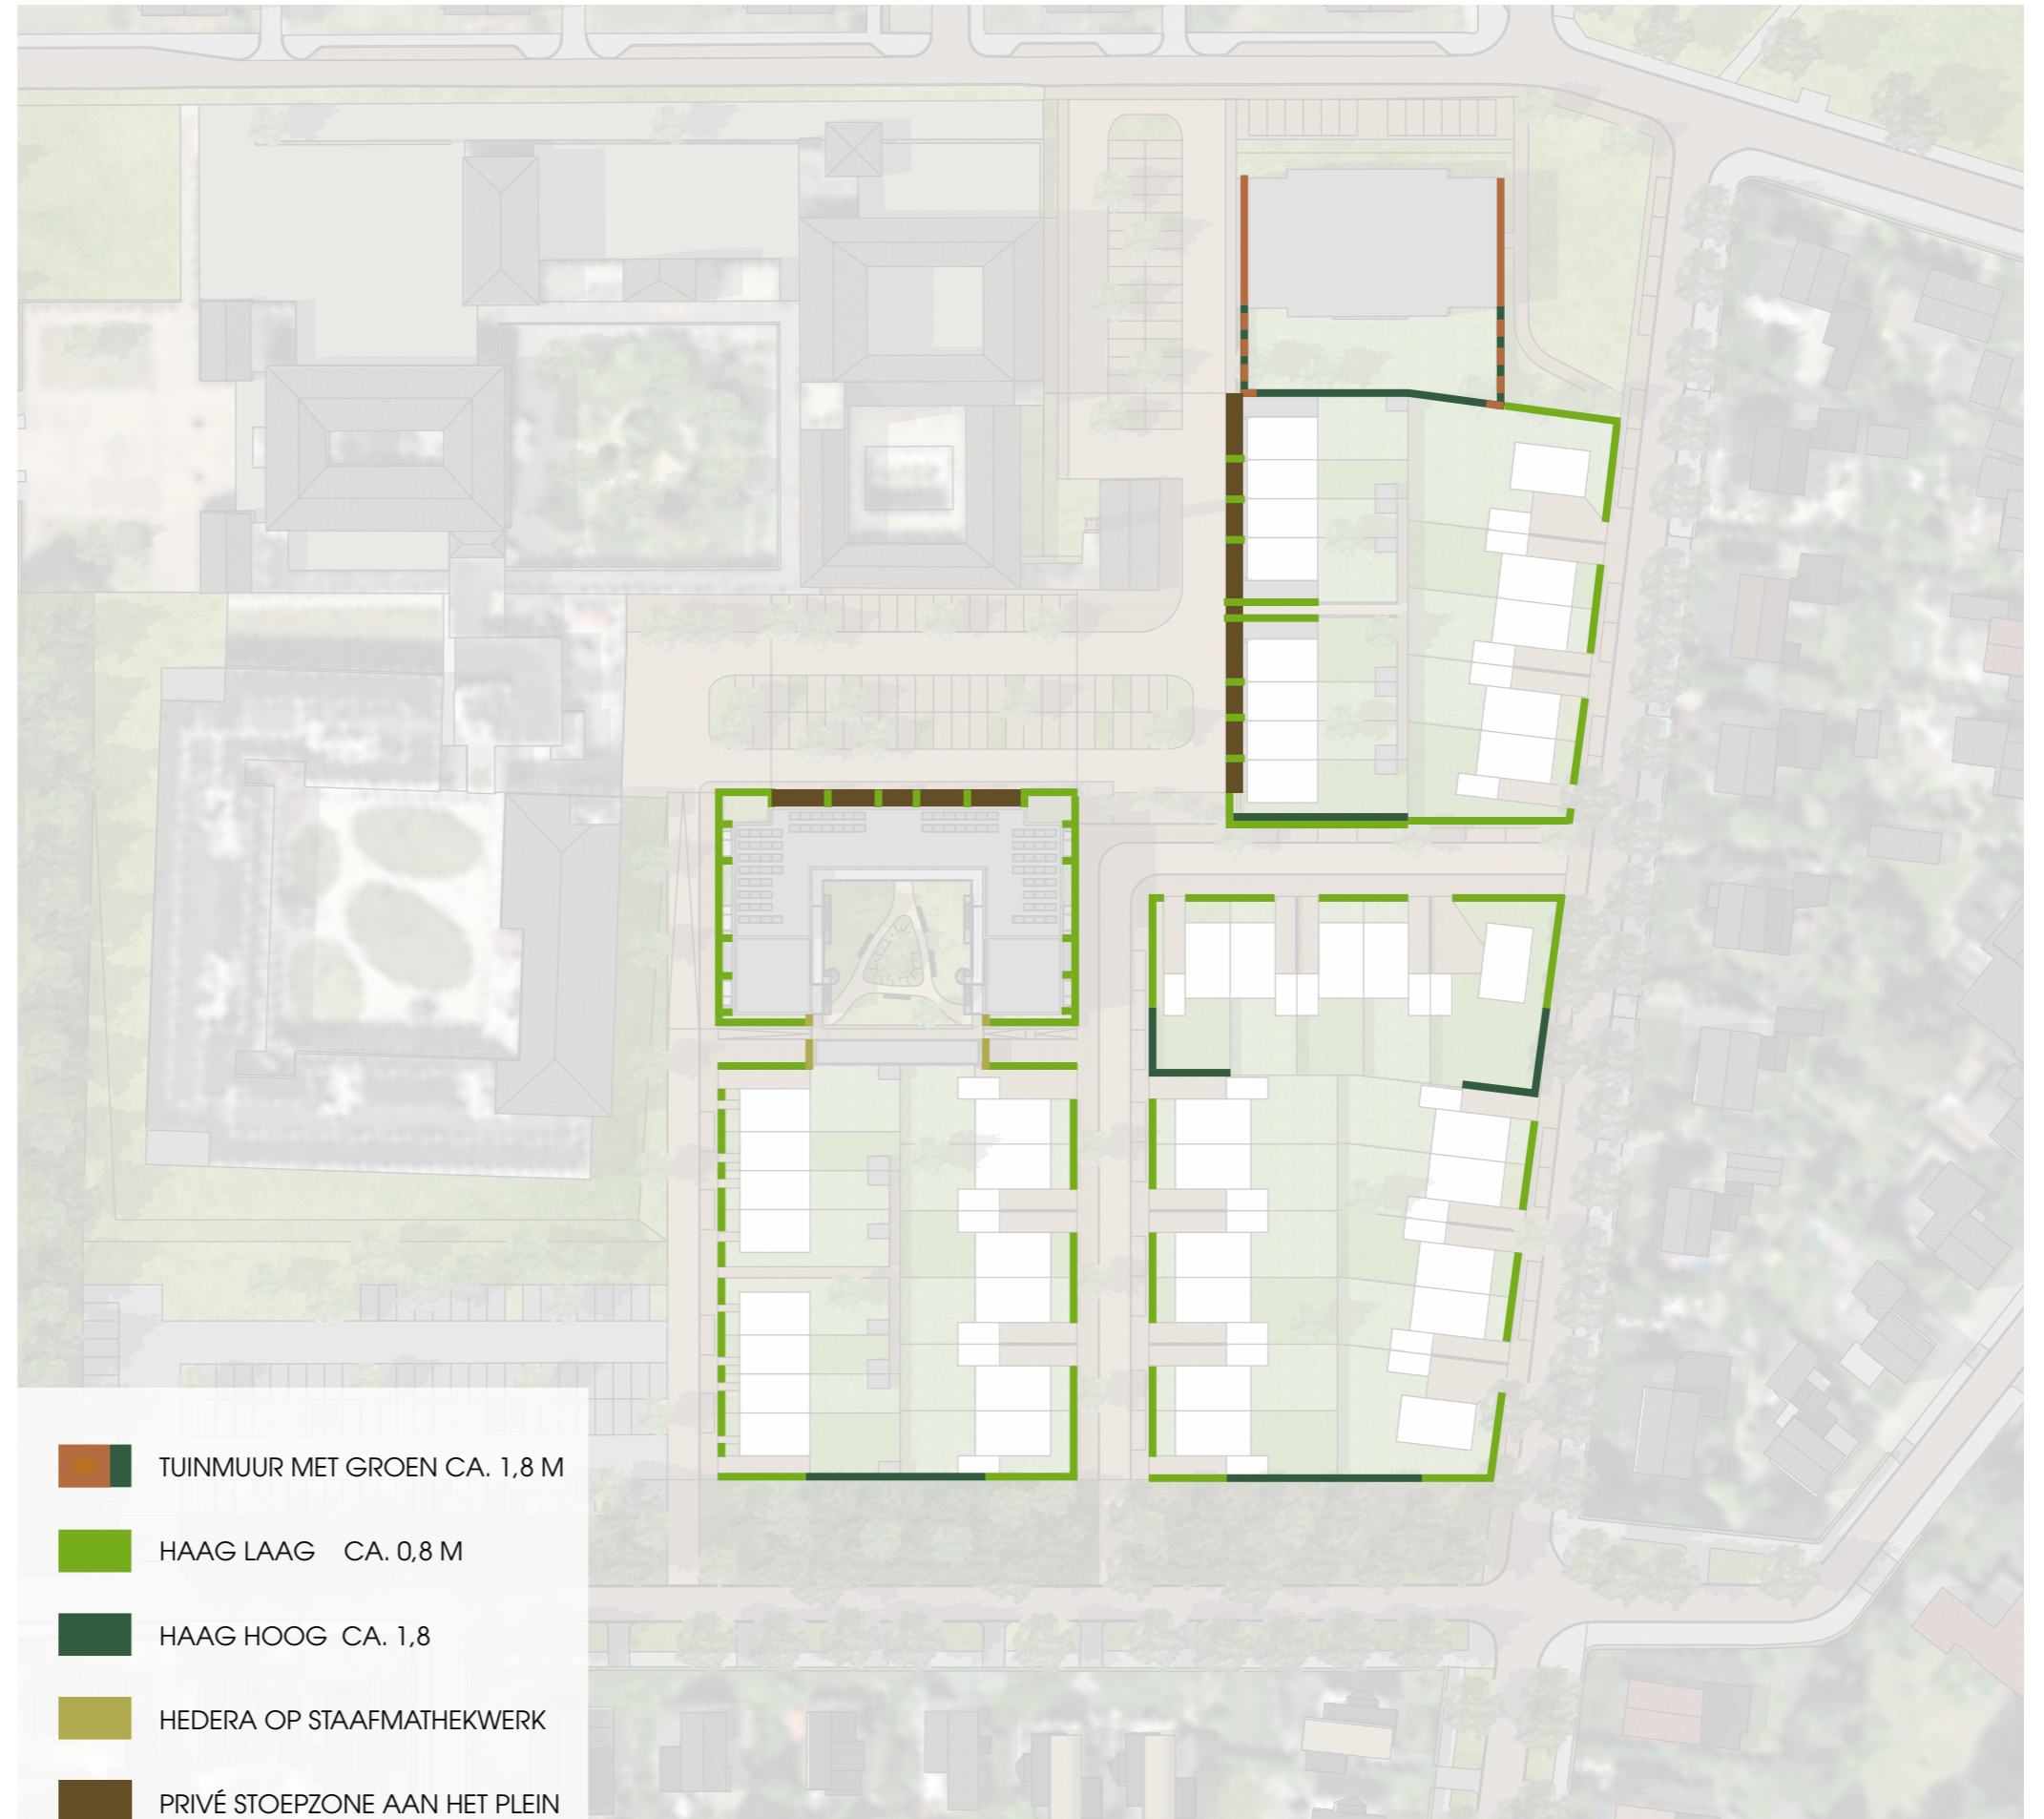 TUINMUUR MET GROEN CA. 1,8 M
HAAG LAAG CA. 0,8 M
HAAG HOOG CA. 1,8
HEDERA OP STAAFMATHEKWERK
PRIVÉ STOEPZONE AAN HET PLEIN